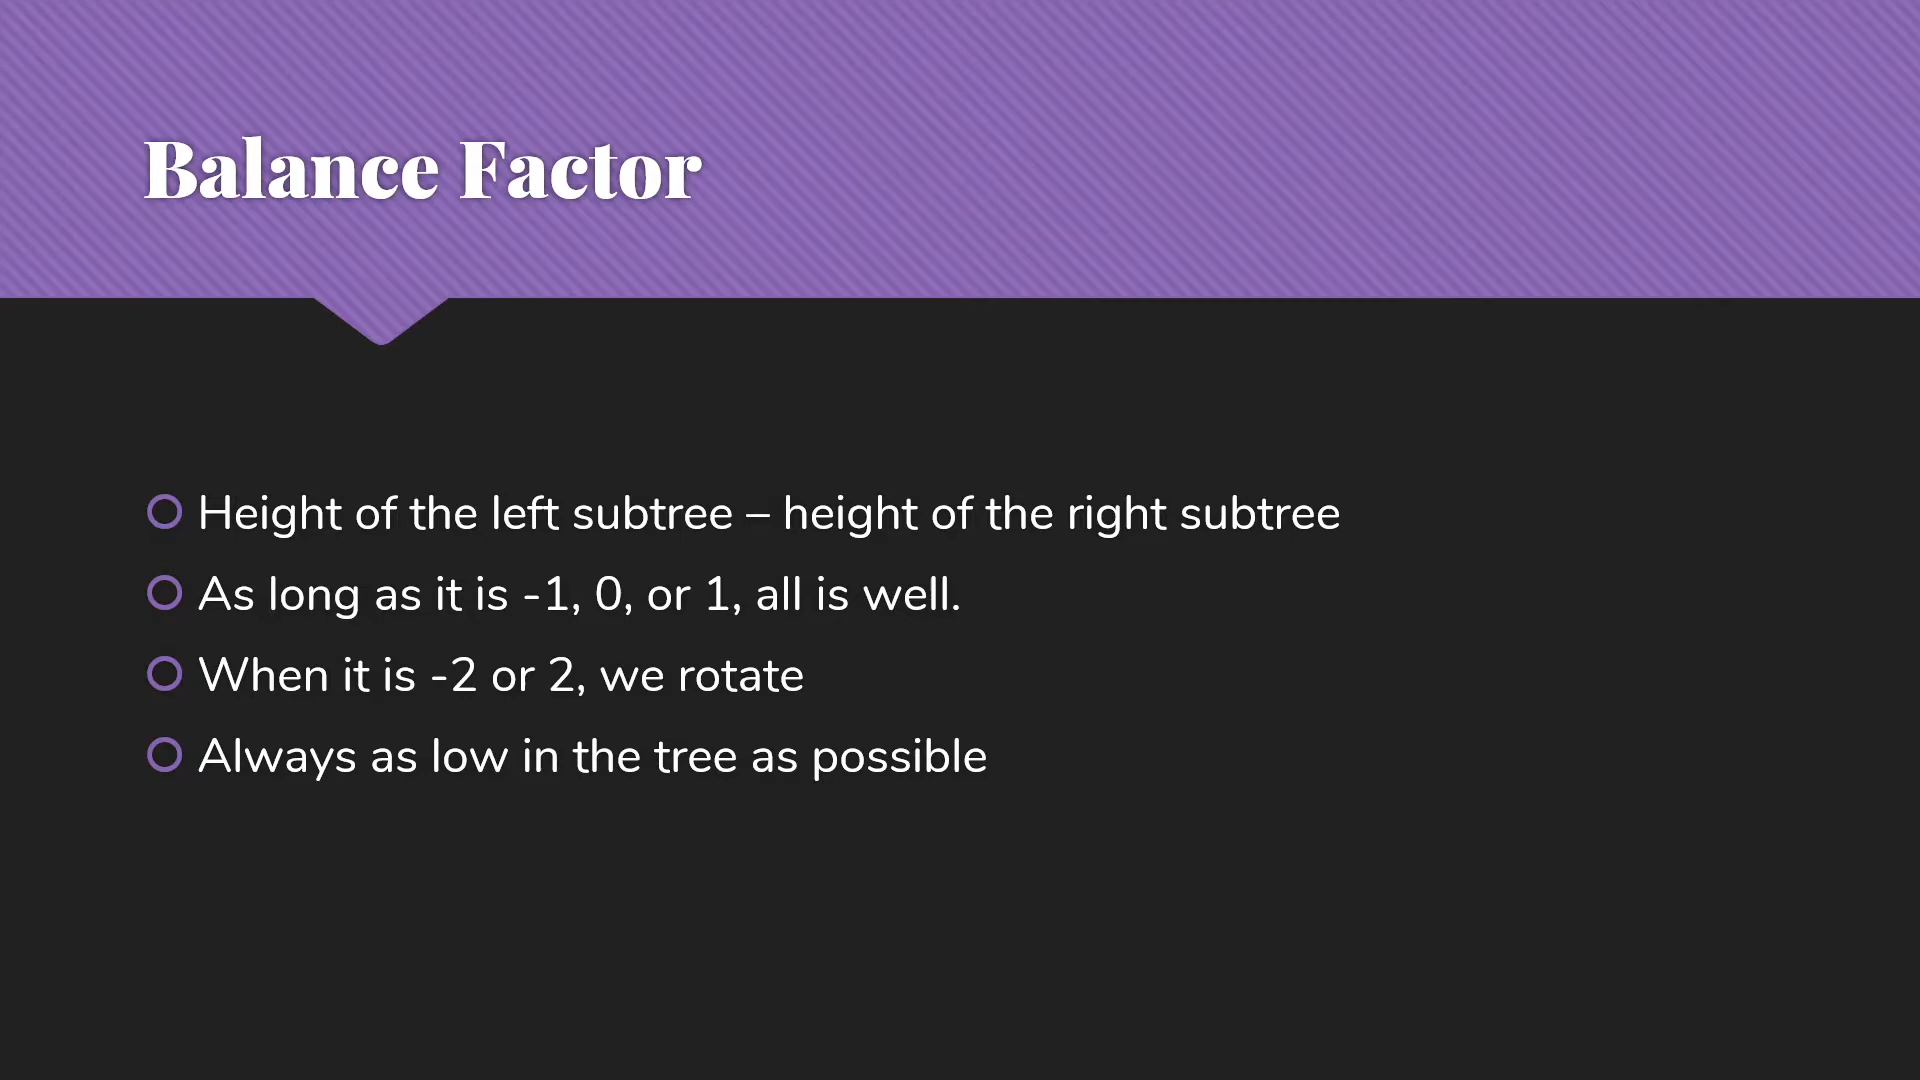 Balance Factor
Height of the left subtree – height of the right subtree
As long as it is -1, 0, or 1, all is well.
When it is -2 or 2, we rotate
Always as low in the tree as possible